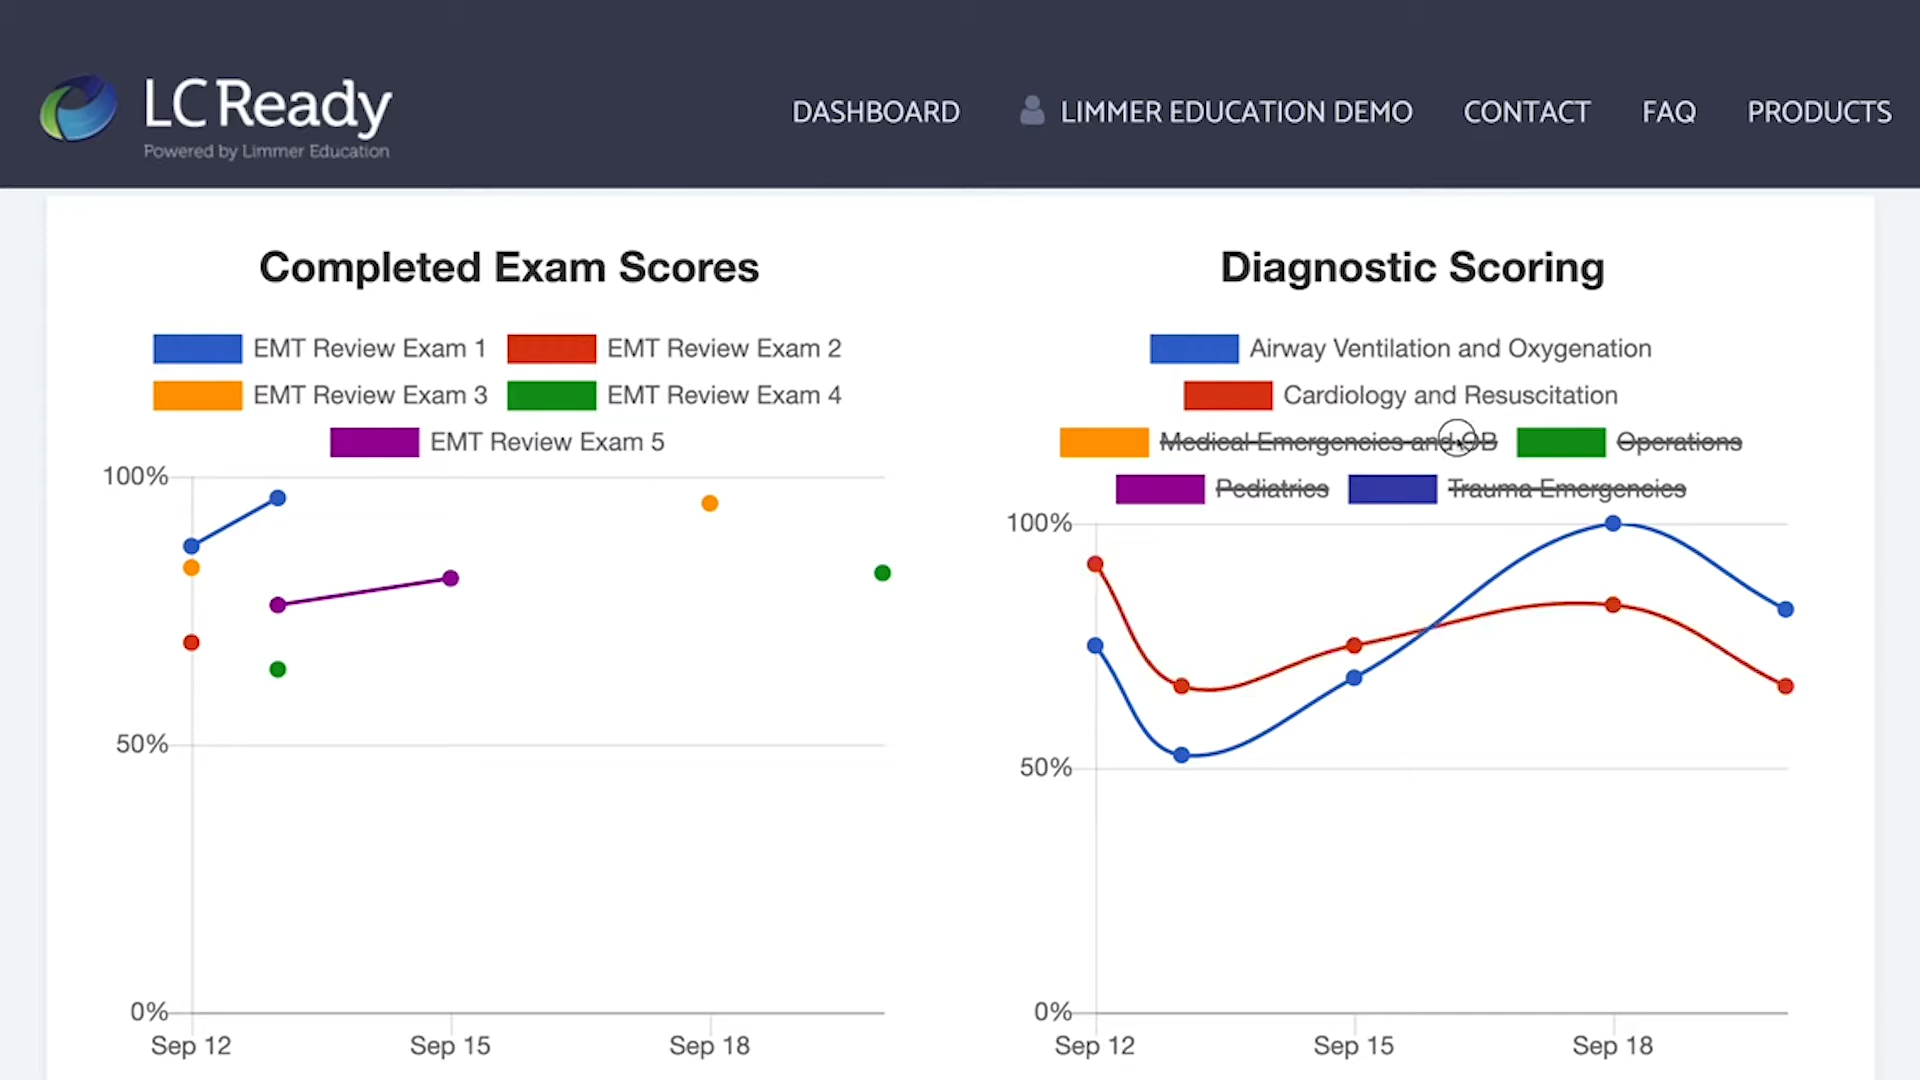 LC Ready
Powered by Limmer Education
DASHBOARD
LIMMER EDUCATION DEMO
CONTACT
FAQ
PRODUCTS
Completed Exam Scores
EMT Review Exam 1
EMT Review Exam 2
EMT Review Exam 3
EMT Review Exam 4
EMT Review Exam 5
100%
50%
0%
Sep 12
Sep 15
Sep 18
Diagnostic Scoring
Airway Ventilation and Oxygenation
Cardiology and Resuscitation
Medical Emergencies and OB
Operations
Pediatrics
Trauma Emergencies
100%
50%
0%
Sep 12
Sep 15
Sep 18